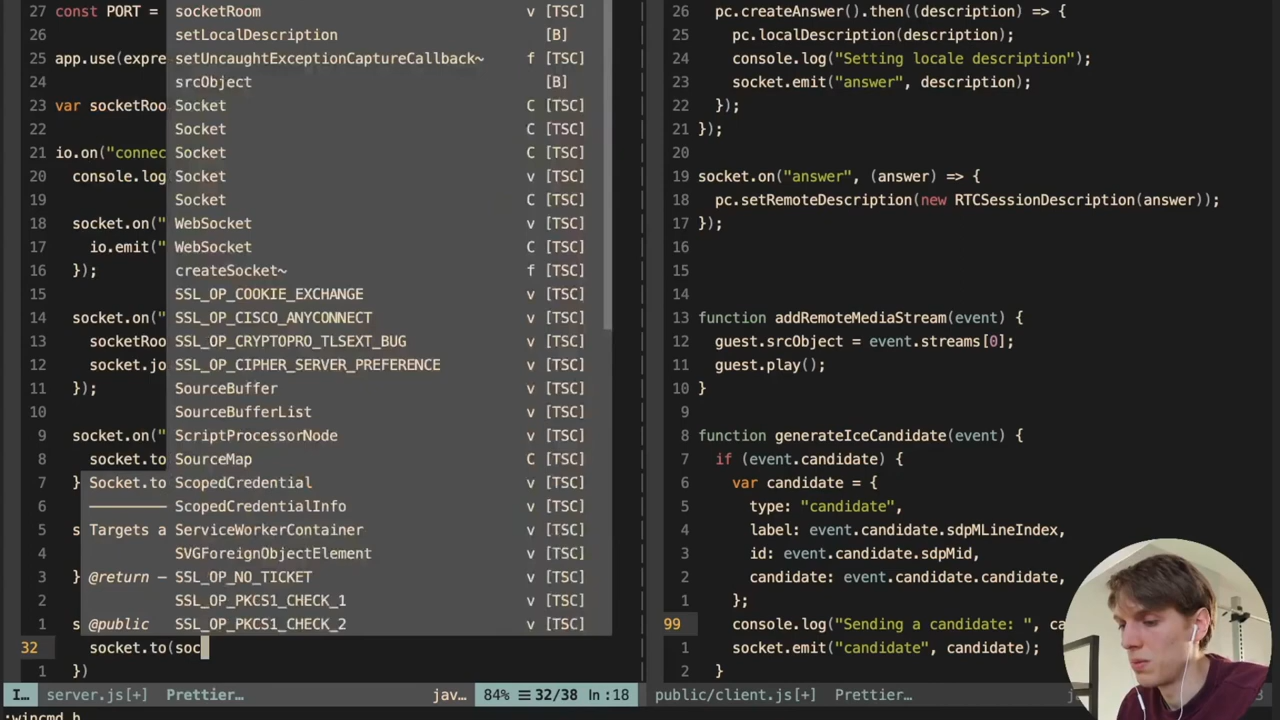 27 const PORT =
26
25 app.use(expre
24
23 var socketRoo
22
21 io.on("connec
20 console.log
19
18 socket.on("
17 io.emit("
16 });
15
14 socket.on("
13 socketRoo
12 socket.jo
11 });
10
9 socket.on("
8 socket.to
7 }
6
5 s
4
3 }
2
1 s
32 socket.to(soc
1 })
socketRoom v [TSC]
setLocalDescription [B]
setUncaughtExceptionCaptureCallback~ f [TSC]
srcObject [B]
Socket C [TSC]
Socket C [TSC]
Socket C [TSC]
Socket v [TSC]
Socket C [TSC]
WebSocket v [TSC]
WebSocket C [TSC]
createSocket~ f [TSC]
SSL_OP_COOKIE_EXCHANGE v [TSC]
SSL_OP_CISCO_ANYCONNECT v [TSC]
SSL_OP_CRYPTOPRO_TLSEXT_BUG v [TSC]
SSL_OP_CIPHER_SERVER_PREFERENCE v [TSC]
SourceBuffer v [TSC]
SourceBufferList v [TSC]
ScriptProcessorNode v [TSC]
SourceMap C [TSC]
ScopedCredential v [TSC]
ScopedCredentialInfo v [TSC]
ServiceWorkerContainer v [TSC]
SVGForeignObjectElement v [TSC]
SSL_OP_NO_TICKET v [TSC]
SSL_OP_PKCS1_CHECK_1 v [TSC]
SSL_OP_PKCS1_CHECK_2 v [TSC]
Socket.to
Targets a
@return —
@public
I… server.js[+] Prettier… jav… 84% ≡ 32/38 ln:18
:wincmd h
26 pc.createAnswer().then((description) => {
25 pc.localDescription(description);
24 console.log("Setting locale description");
23 socket.emit("answer", description);
22 });
21 });
20
19 socket.on("answer", (answer) => {
18 pc.setRemoteDescription(new RTCSessionDescription(answer));
17 });
16
15
14
13 function addRemoteMediaStream(event) {
12 guest.srcObject = event.streams[0];
11 guest.play();
10 }
9
8 function generateIceCandidate(event) {
7 if (event.candidate) {
6 var candidate = {
5 type: "candidate",
4 label: event.candidate.sdpMLineIndex,
3 id: event.candidate.sdpMid,
2 candidate: event.candidate.candidate,
1 };
99 console.log("Sending a candidate: ", ca
1 socket.emit("candidate", candidate);
2 }
public/client.js[+] Prettier…